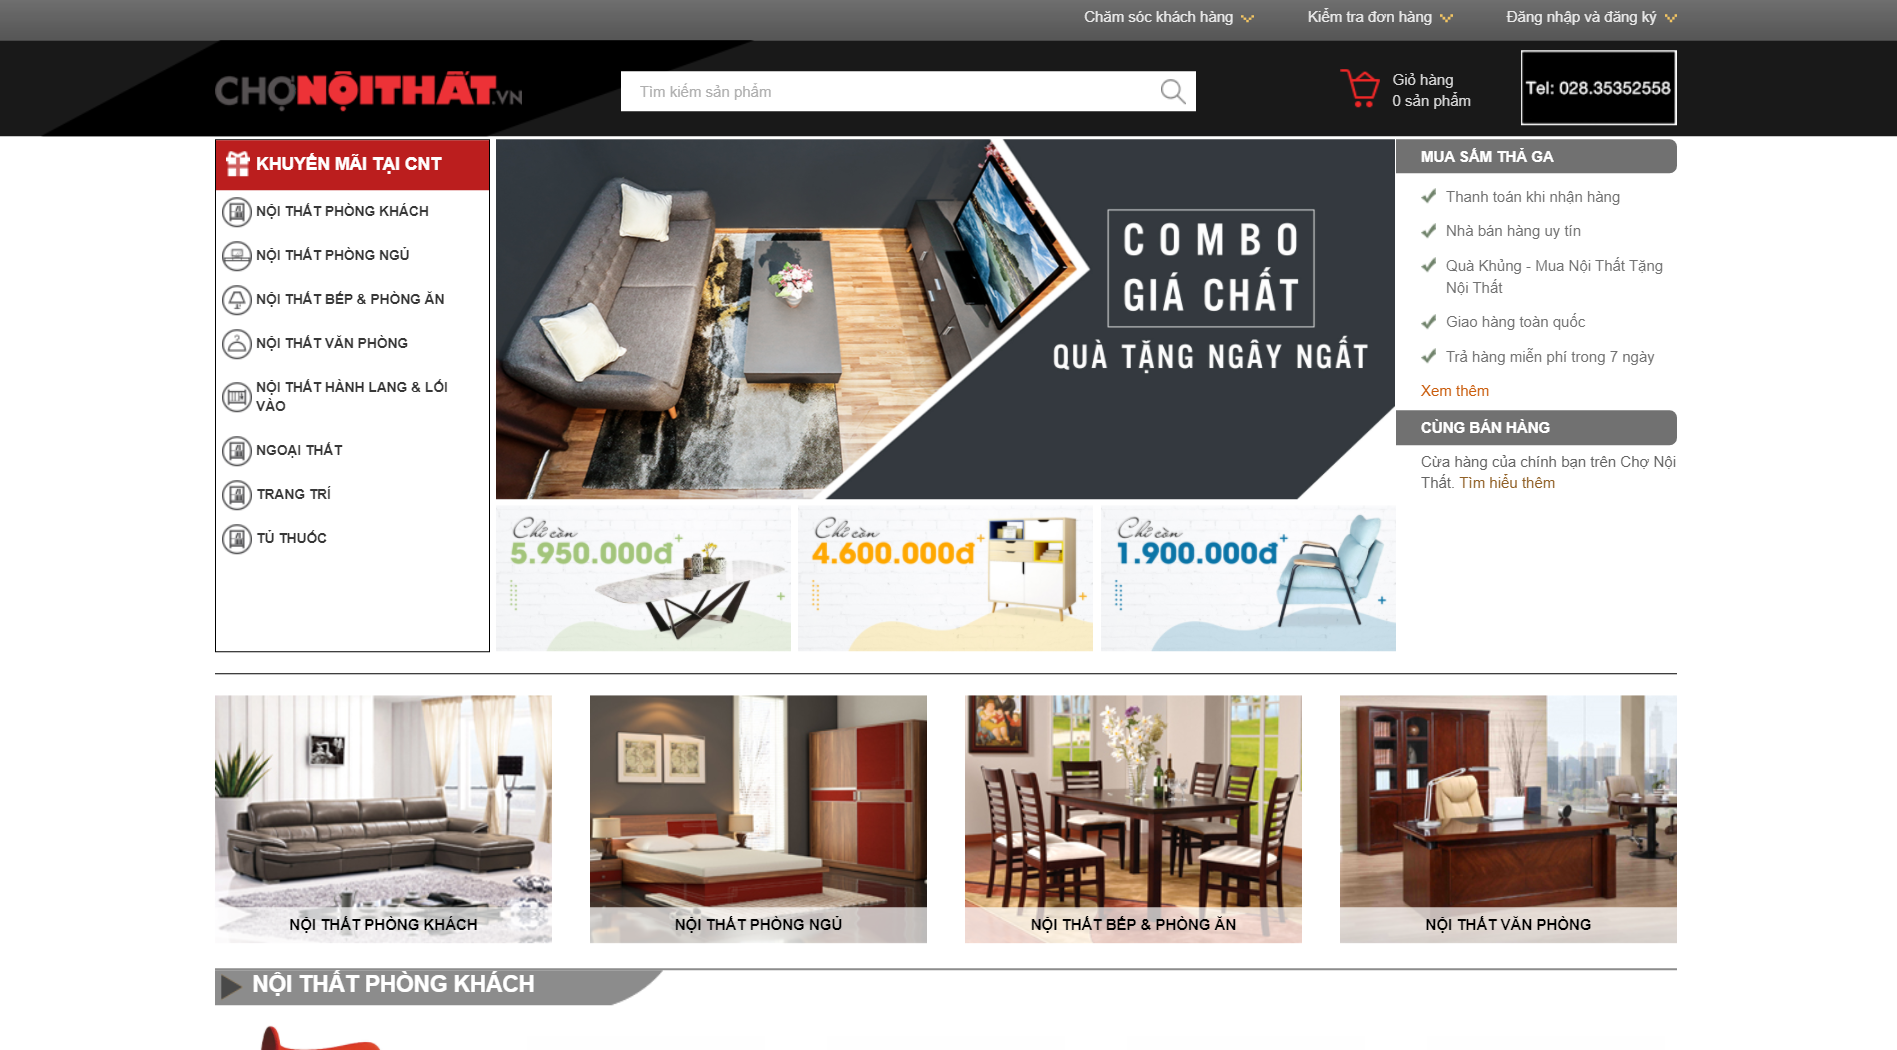 Chăm sóc khách hàng
Kiểm tra đơn hàng
Đăng nhập và đăng ký
CHỢNỘITHẤT.VN
Tìm kiếm sản phẩm
Giỏ hàng
0 sản phẩm
Tel: 028.35352558
KHUYẾN MÃI TẠI CNT
NỘI THẤT PHÒNG KHÁCH
NỘI THẤT PHÒNG NGỦ
NỘI THẤT BẾP & PHÒNG ĂN
NỘI THẤT VĂN PHÒNG
NỘI THẤT HÀNH LANG & LỐI
VÀO
NGOẠI THẤT
TRANG TRÍ
TỦ THUỐC
COMBO
GIÁ CHẤT
QUÀ TẶNG NGÂY NGẤT
Chỉ còn
5.950.000đ
Chỉ còn
4.600.000đ
Chỉ còn
1.900.000đ
MUA SẮM THẢ GA
Thanh toán khi nhận hàng
Nhà bán hàng uy tín
Quà Khủng - Mua Nội Thất Tặng
Nội Thất
Giao hàng toàn quốc
Trả hàng miễn phí trong 7 ngày
Xem thêm
CÙNG BÁN HÀNG
Cửa hàng của chính bạn trên Chợ Nội
Thất. Tìm hiểu thêm
NỘI THẤT PHÒNG KHÁCH
NỘI THẤT PHÒNG NGỦ
NỘI THẤT BẾP & PHÒNG ĂN
NỘI THẤT VĂN PHÒNG
NỘI THẤT PHÒNG KHÁCH